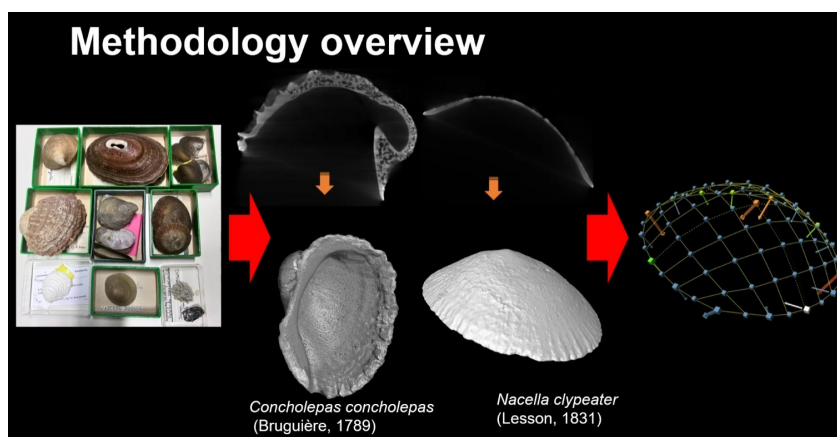 Methodology overview
Concholepas concholepas
(Bruguière, 1789)
Nacella clypeater
(Lesson, 1831)